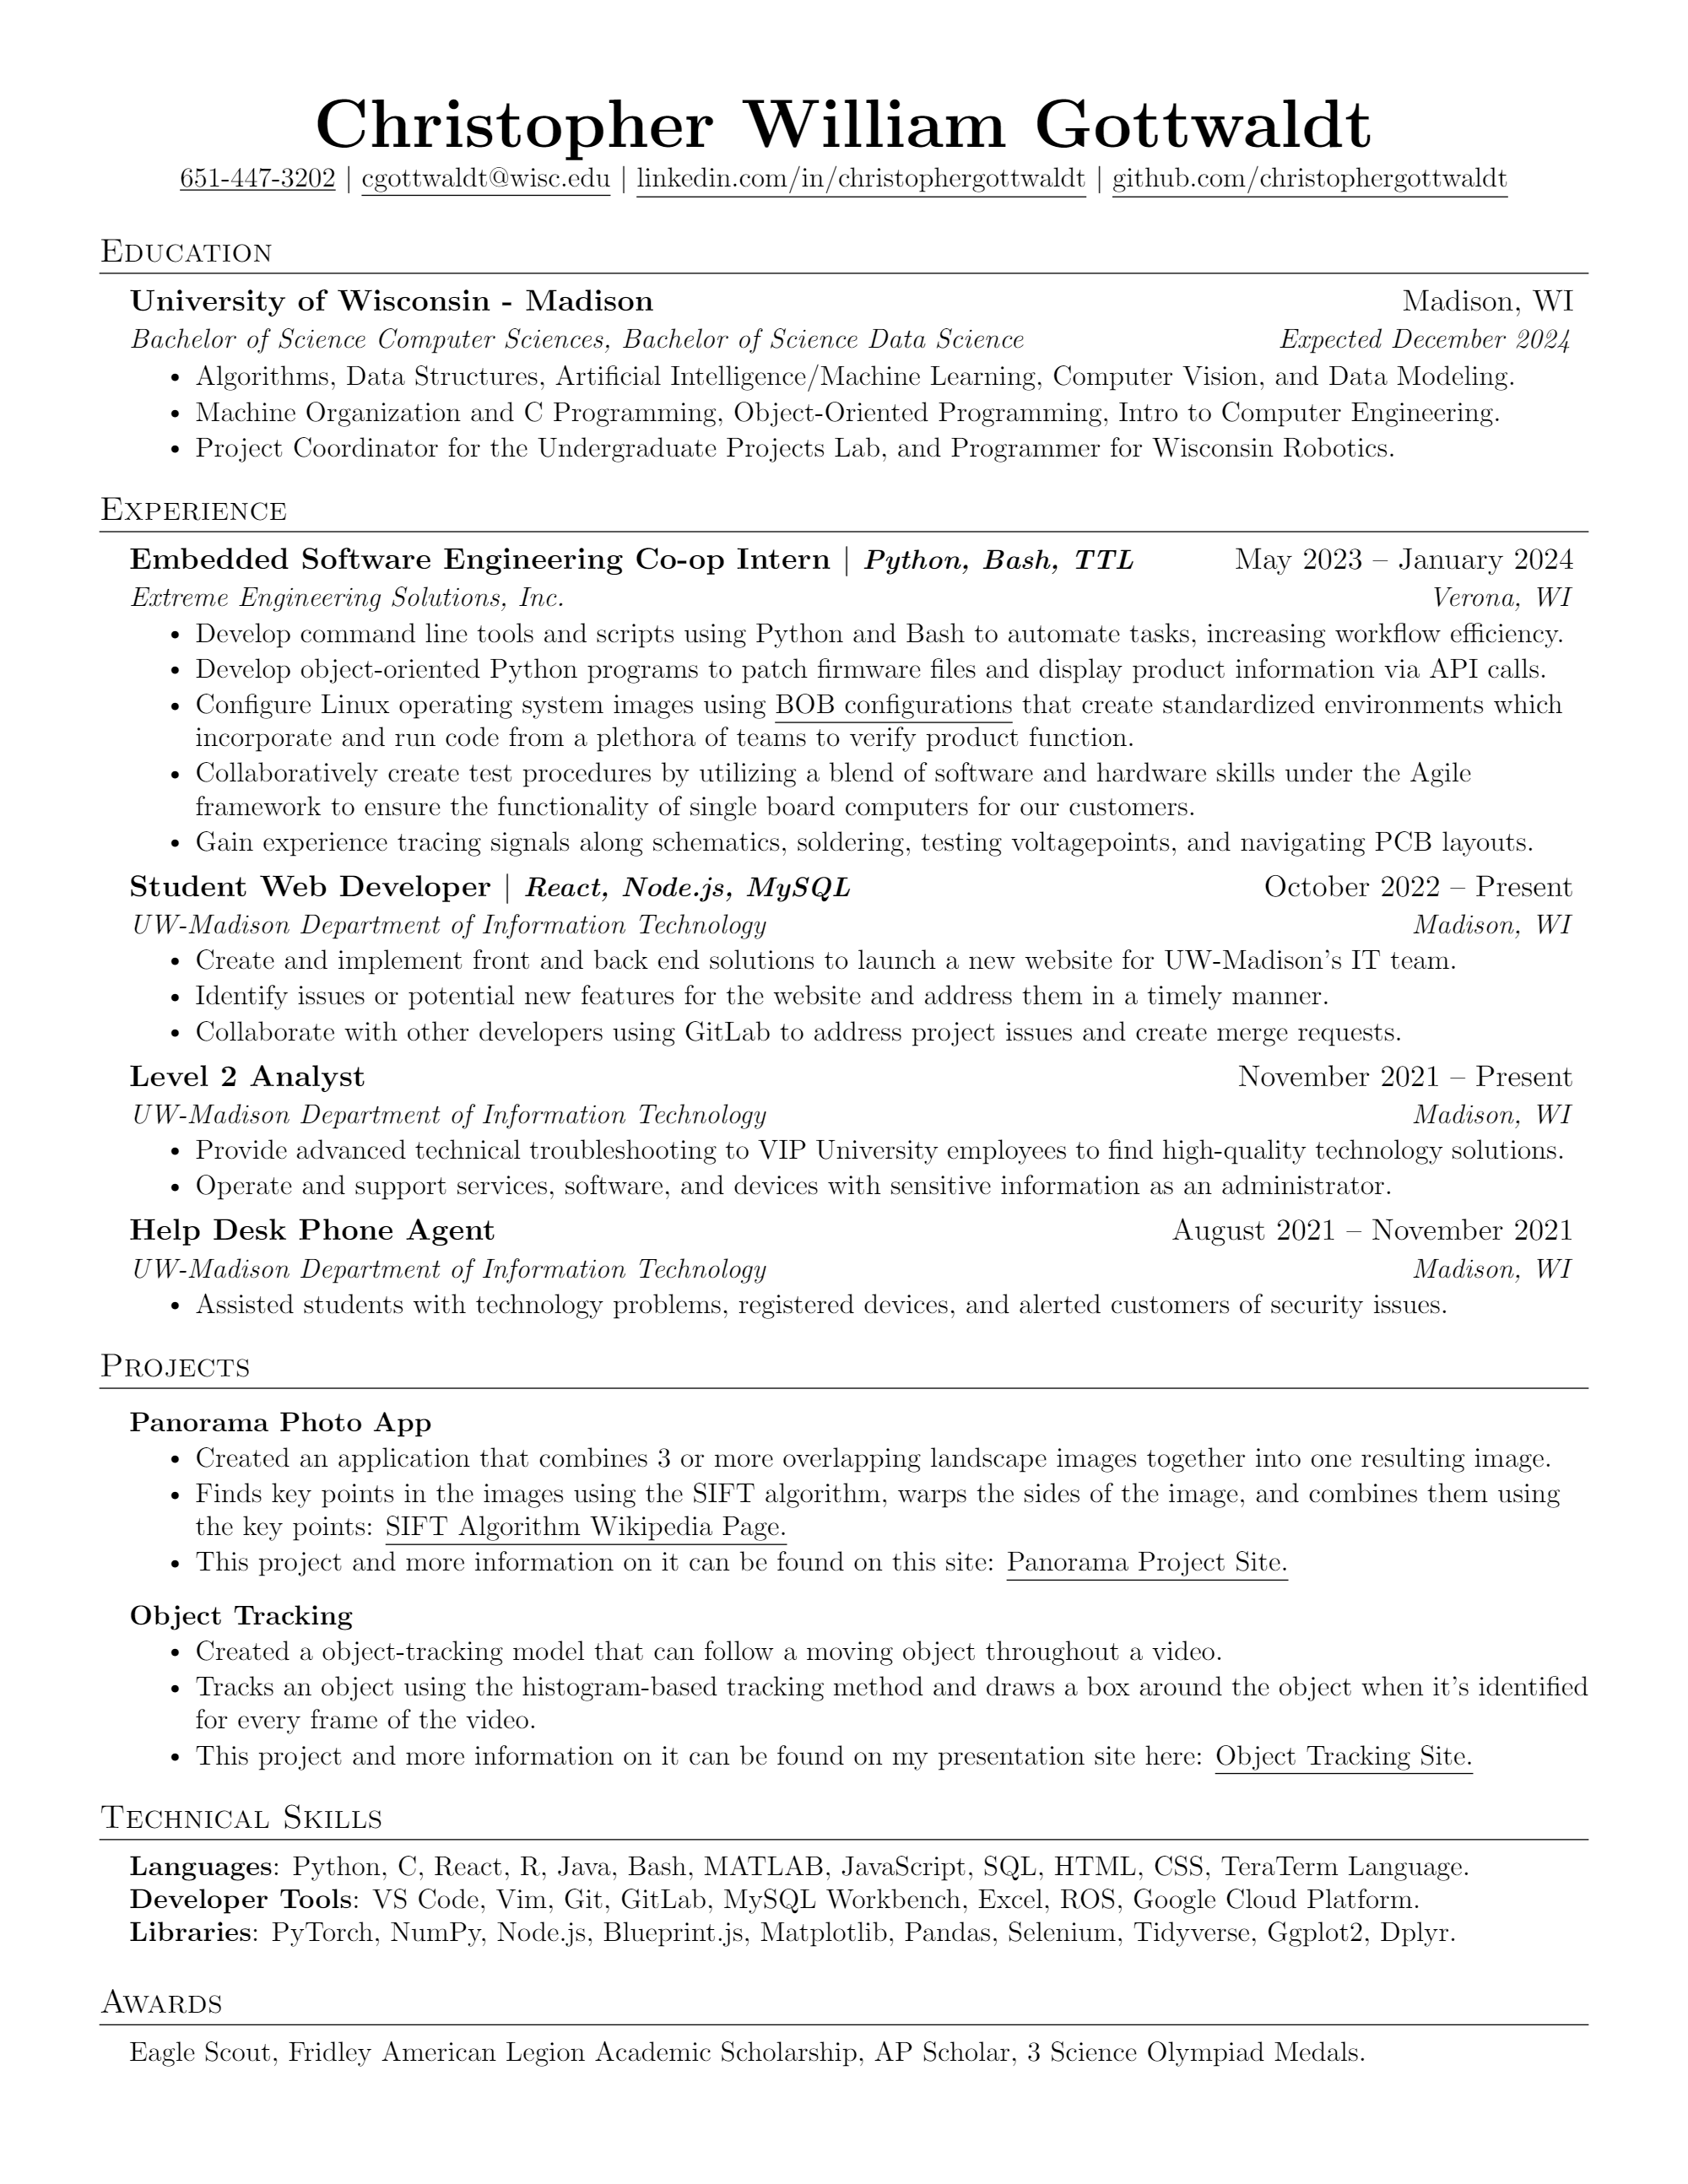 Christopher William Gottwaldt
651-447-3202 | cgottwaldt@wisc.edu | linkedin.com/in/christophergottwaldt | github.com/christophergottwaldt
Education
University of Wisconsin - Madison Madison, WI
Bachelor of Science Computer Sciences, Bachelor of Science Data Science Expected December 2024
• Algorithms, Data Structures, Artificial Intelligence/Machine Learning, Computer Vision, and Data Modeling.
• Machine Organization and C Programming, Object-Oriented Programming, Intro to Computer Engineering.
• Project Coordinator for the Undergraduate Projects Lab, and Programmer for Wisconsin Robotics.
Experience
Embedded Software Engineering Co-op Intern | Python, Bash, TTL May 2023 – January 2024
Extreme Engineering Solutions, Inc. Verona, WI
• Develop command line tools and scripts using Python and Bash to automate tasks, increasing workflow efficiency.
• Develop object-oriented Python programs to patch firmware files and display product information via API calls.
• Configure Linux operating system images using BOB configurations that create standardized environments which
incorporate and run code from a plethora of teams to verify product function.
• Collaboratively create test procedures by utilizing a blend of software and hardware skills under the Agile
framework to ensure the functionality of single board computers for our customers.
• Gain experience tracing signals along schematics, soldering, testing voltagepoints, and navigating PCB layouts.
Student Web Developer | React, Node.js, MySQL October 2022 – Present
UW-Madison Department of Information Technology Madison, WI
• Create and implement front and back end solutions to launch a new website for UW-Madison's IT team.
• Identify issues or potential new features for the website and address them in a timely manner.
• Collaborate with other developers using GitLab to address project issues and create merge requests.
Level 2 Analyst November 2021 – Present
UW-Madison Department of Information Technology Madison, WI
• Provide advanced technical troubleshooting to VIP University employees to find high-quality technology solutions.
• Operate and support services, software, and devices with sensitive information as an administrator.
Help Desk Phone Agent August 2021 – November 2021
UW-Madison Department of Information Technology Madison, WI
• Assisted students with technology problems, registered devices, and alerted customers of security issues.
Projects
Panorama Photo App
• Created an application that combines 3 or more overlapping landscape images together into one resulting image.
• Finds key points in the images using the SIFT algorithm, warps the sides of the image, and combines them using
the key points: SIFT Algorithm Wikipedia Page.
• This project and more information on it can be found on this site: Panorama Project Site.
Object Tracking
• Created a object-tracking model that can follow a moving object throughout a video.
• Tracks an object using the histogram-based tracking method and draws a box around the object when it's identified
for every frame of the video.
• This project and more information on it can be found on my presentation site here: Object Tracking Site.
Technical Skills
Languages: Python, C, React, R, Java, Bash, MATLAB, JavaScript, SQL, HTML, CSS, TeraTerm Language.
Developer Tools: VS Code, Vim, Git, GitLab, MySQL Workbench, Excel, ROS, Google Cloud Platform.
Libraries: PyTorch, NumPy, Node.js, Blueprint.js, Matplotlib, Pandas, Selenium, Tidyverse, Ggplot2, Dplyr.
Awards
Eagle Scout, Fridley American Legion Academic Scholarship, AP Scholar, 3 Science Olympiad Medals.